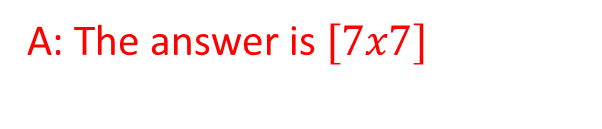 A: The answer is [7x7]